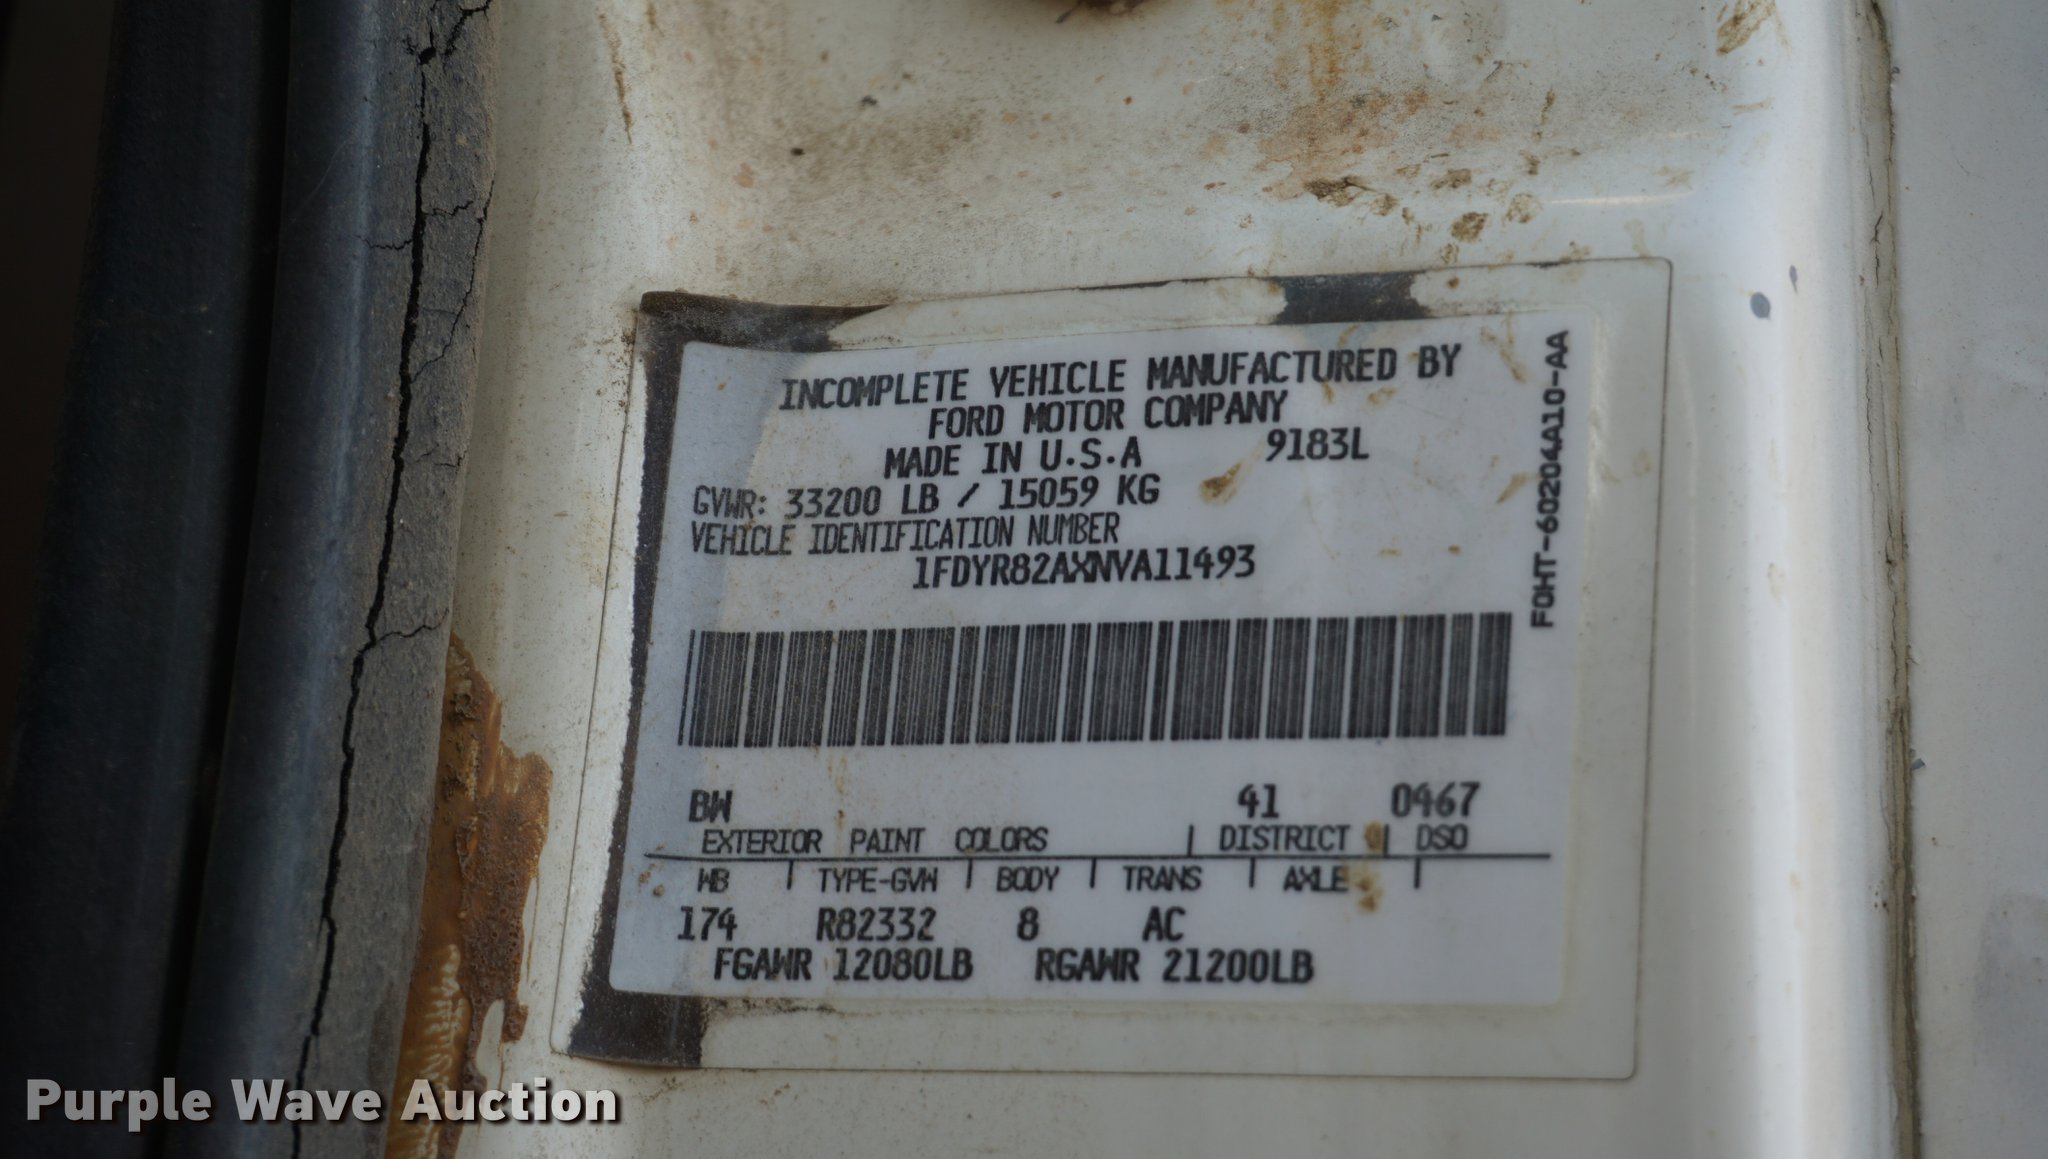 INCOMPLETE VEHICLE MANUFACTURED BY
FORD MOTOR COMPANY
MADE IN U.S.A 9183L
GVWR: 33200 LB / 15059 KG
VEHICLE IDENTIFICATION NUMBER
1FDYR82AXNVA11493
F0HT-60204A10-AA
BW 41 0467
EXTERIOR PAINT COLORS | DISTRICT | DSO
WB | TYPE-GVW | BODY | TRANS | AXLE |
174 R82332 8 AC
FGAWR 12080LB RGAWR 21200LB
Purple Wave Auction